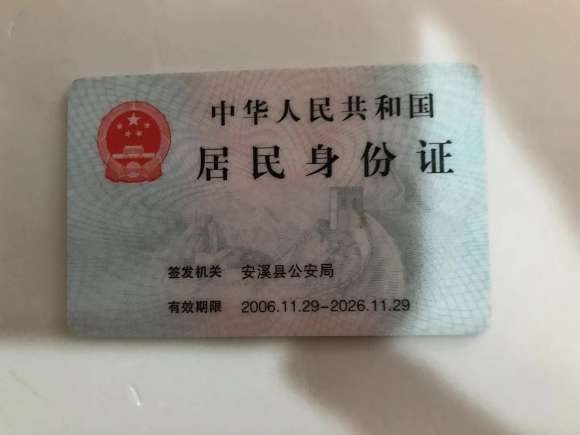 中华人民共和国
居民身份证
签发机关 安溪县公安局
有效期限 2006.11.29-2026.11.29